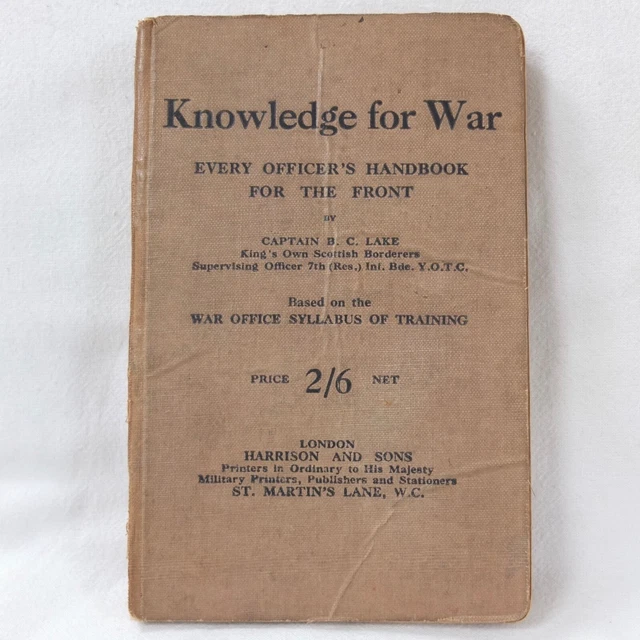 Knowledge for War
EVERY OFFICER'S HANDBOOK
FOR THE FRONT
BY
CAPTAIN B. C. LAKE
King's Own Scottish Borderers
Supervising Officer 7th (Res.) Inf. Bde. Y.O.T.C.
Based on the
WAR OFFICE SYLLABUS OF TRAINING
PRICE 2/6 NET
LONDON
HARRISON AND SONS
Printers in Ordinary to His Majesty
Military Printers, Publishers and Stationers
ST. MARTIN'S LANE, W.C.